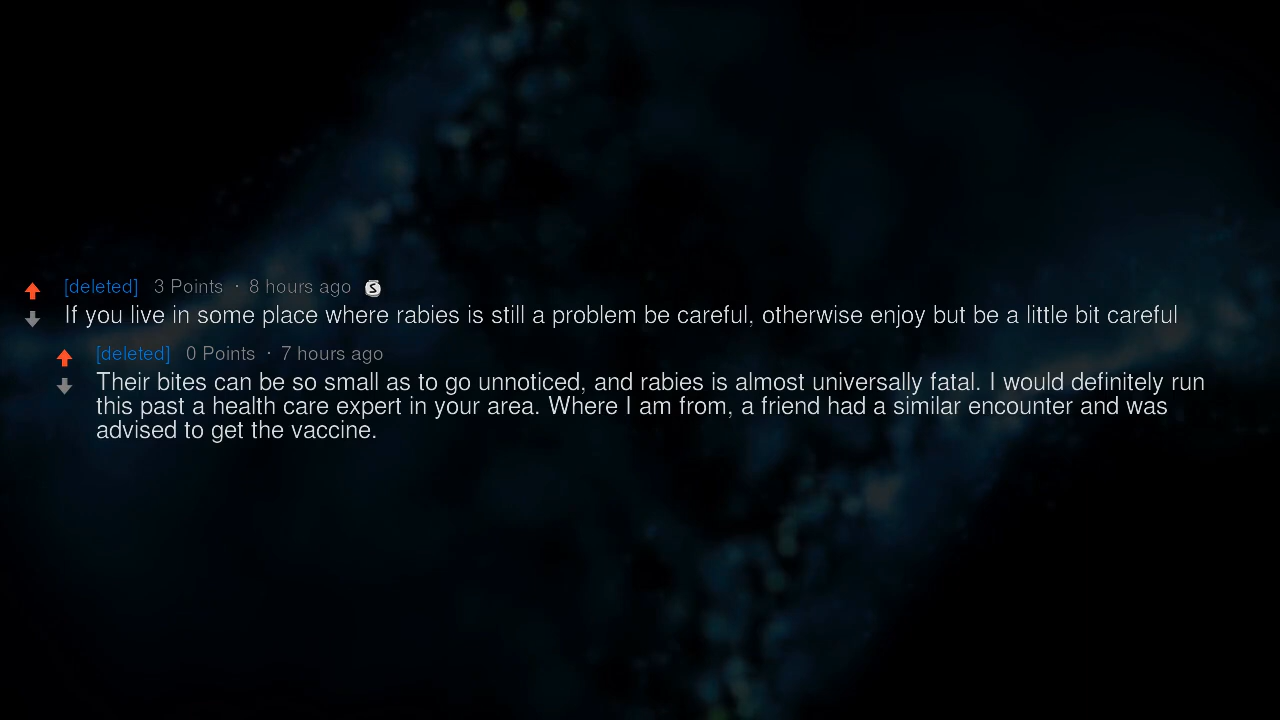 [deleted] 3 Points · 8 hours ago S
If you live in some place where rabies is still a problem be careful, otherwise enjoy but be a little bit careful
[deleted] 0 Points · 7 hours ago
Their bites can be so small as to go unnoticed, and rabies is almost universally fatal. I would definitely run
this past a health care expert in your area. Where I am from, a friend had a similar encounter and was
advised to get the vaccine.